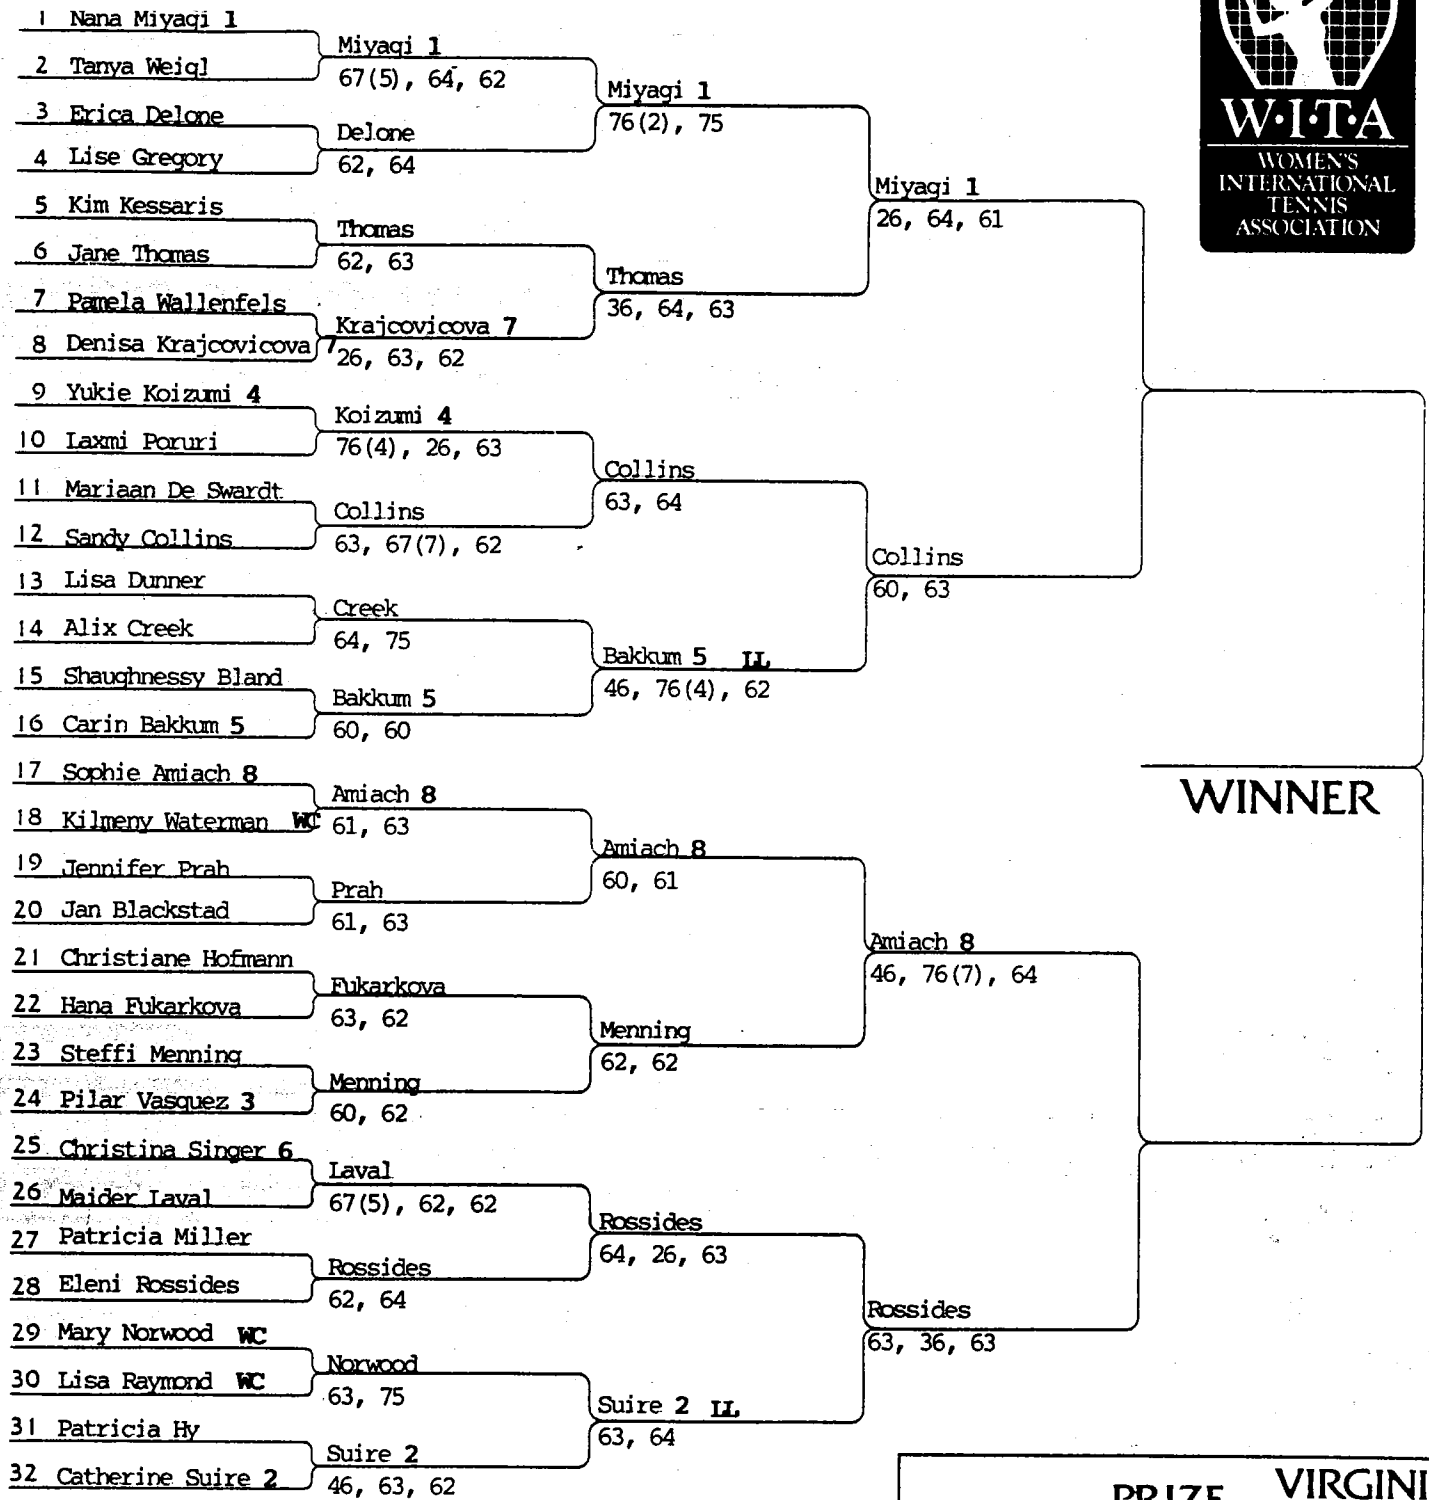 1 Nana Miyagi 1
2 Tanya Weigl
3 Erica Delone
4 Lise Gregory
5 Kim Kessaris
6 Jane Thomas
7 Pamela Wallenfels
8 Denisa Krajcovicova 7
9 Yukie Koizumi 4
10 Laxmi Poruri
11 Mariaan De Swardt
12 Sandy Collins
13 Lisa Dunner
14 Alix Creek
15 Shaughnessy Bland
16 Carin Bakkum 5
17 Sophie Amiach 8
18 Kilmeny Waterman WC
19 Jennifer Prah
20 Jan Blackstad
21 Christiane Hofmann
22 Hana Fukarkova
23 Steffi Menning
24 Pilar Vasquez 3
25 Christina Singer 6
26 Maider Laval
27 Patricia Miller
28 Eleni Rossides
29 Mary Norwood WC
30 Lisa Raymond WC
31 Patricia Hy
32 Catherine Suire 2
Miyagi 1
67(5), 64, 62
Delone
62, 64
Thomas
62, 63
Krajcovicova 7
26, 63, 62
Koizumi 4
76(4), 26, 63
Collins
63, 67(7), 62
Creek
64, 75
Bakkum 5
60, 60
Amiach 8
61, 63
Prah
61, 63
Fukarkova
63, 62
Menning
60, 62
Laval
67(5), 62, 62
Rossides
62, 64
Norwood
63, 75
Suire 2
46, 63, 62
Miyagi 1
76(2), 75
Thomas
36, 64, 63
Collins
63, 64
Bakkum 5 LL
46, 76(4), 62
Amiach 8
60, 61
Menning
62, 62
Rossides
64, 26, 63
Suire 2 LL
63, 64
Miyagi 1
26, 64, 61
Collins
60, 63
Amiach 8
46, 76(7), 64
Rossides
63, 36, 63
WINNER
W·I·T·A
WOMEN'S
INTERNATIONAL
TENNIS
ASSOCIATION
PRIZE VIRGINI